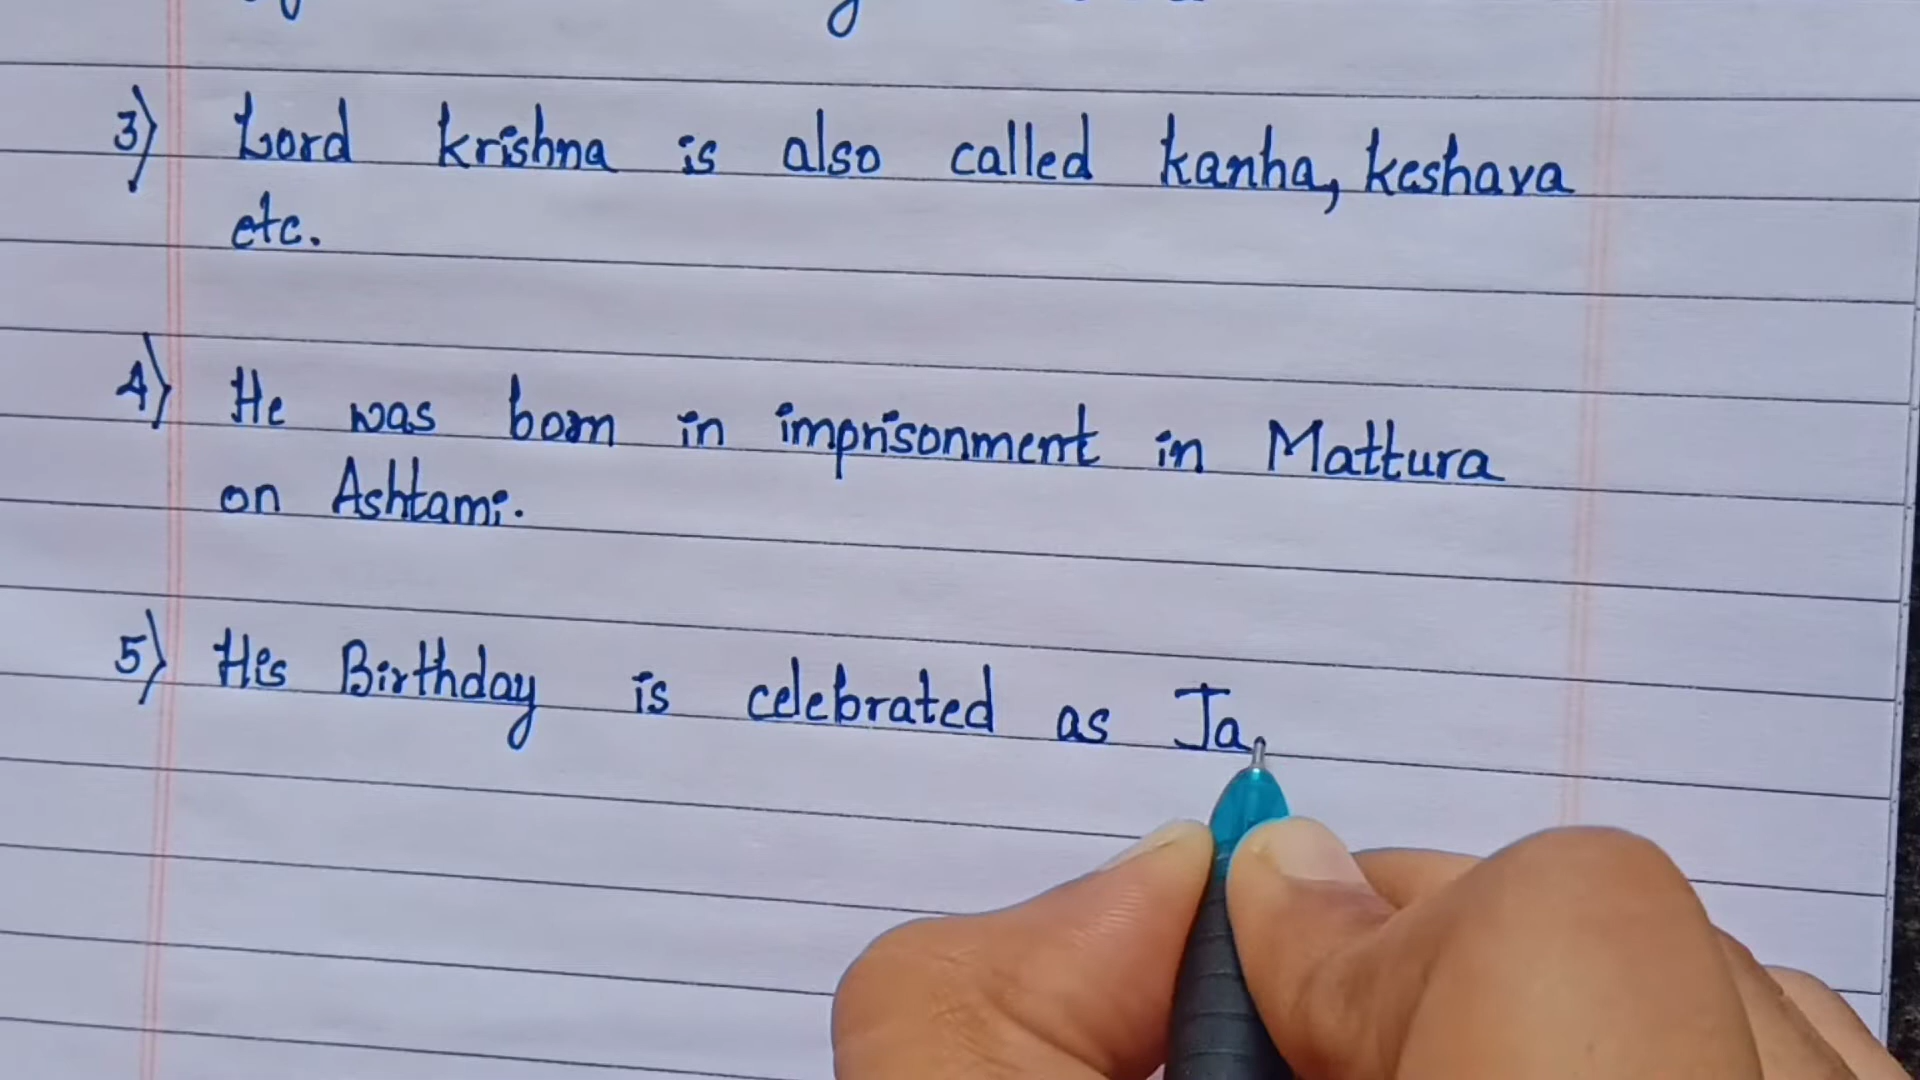 3) Lord krishna is also called kanha, keshava
etc.
4) He was born in imprisonment in Mattura
on Ashtami.
5) His Birthday is celebrated as Ja